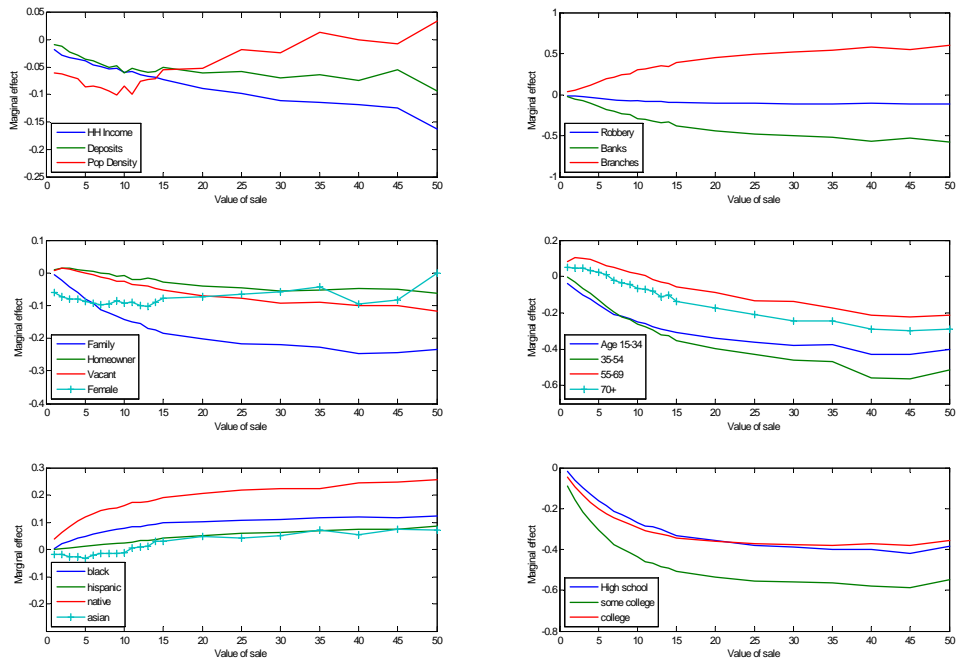 0.05
0
-0.05
-0.1
-0.15
-0.2
-0.25
Marginal effect
HH Income
Deposits
Pop Density
0 5 10 15 20 25 30 35 40 45 50
Value of sale
1
0.5
0
-0.5
-1
Marginal effect
Robbery
Banks
Branches
0 5 10 15 20 25 30 35 40 45 50
Value of sale
0.1
0
-0.1
-0.2
-0.3
-0.4
Marginal effect
Family
Homeowner
Vacant
Female
0 5 10 15 20 25 30 35 40 45 50
Value of sale
0.2
0
-0.2
-0.4
-0.6
Marginal effect
Age 15-34
35-54
55-69
70+
0 5 10 15 20 25 30 35 40 45 50
Value of sale
0.3
0.2
0.1
0
-0.1
-0.2
Marginal effect
black
hispanic
native
asian
0 5 10 15 20 25 30 35 40 45 50
Value of sale
0
-0.2
-0.4
-0.6
-0.8
Marginal effect
High school
some college
college
0 5 10 15 20 25 30 35 40 45 50
Value of sale